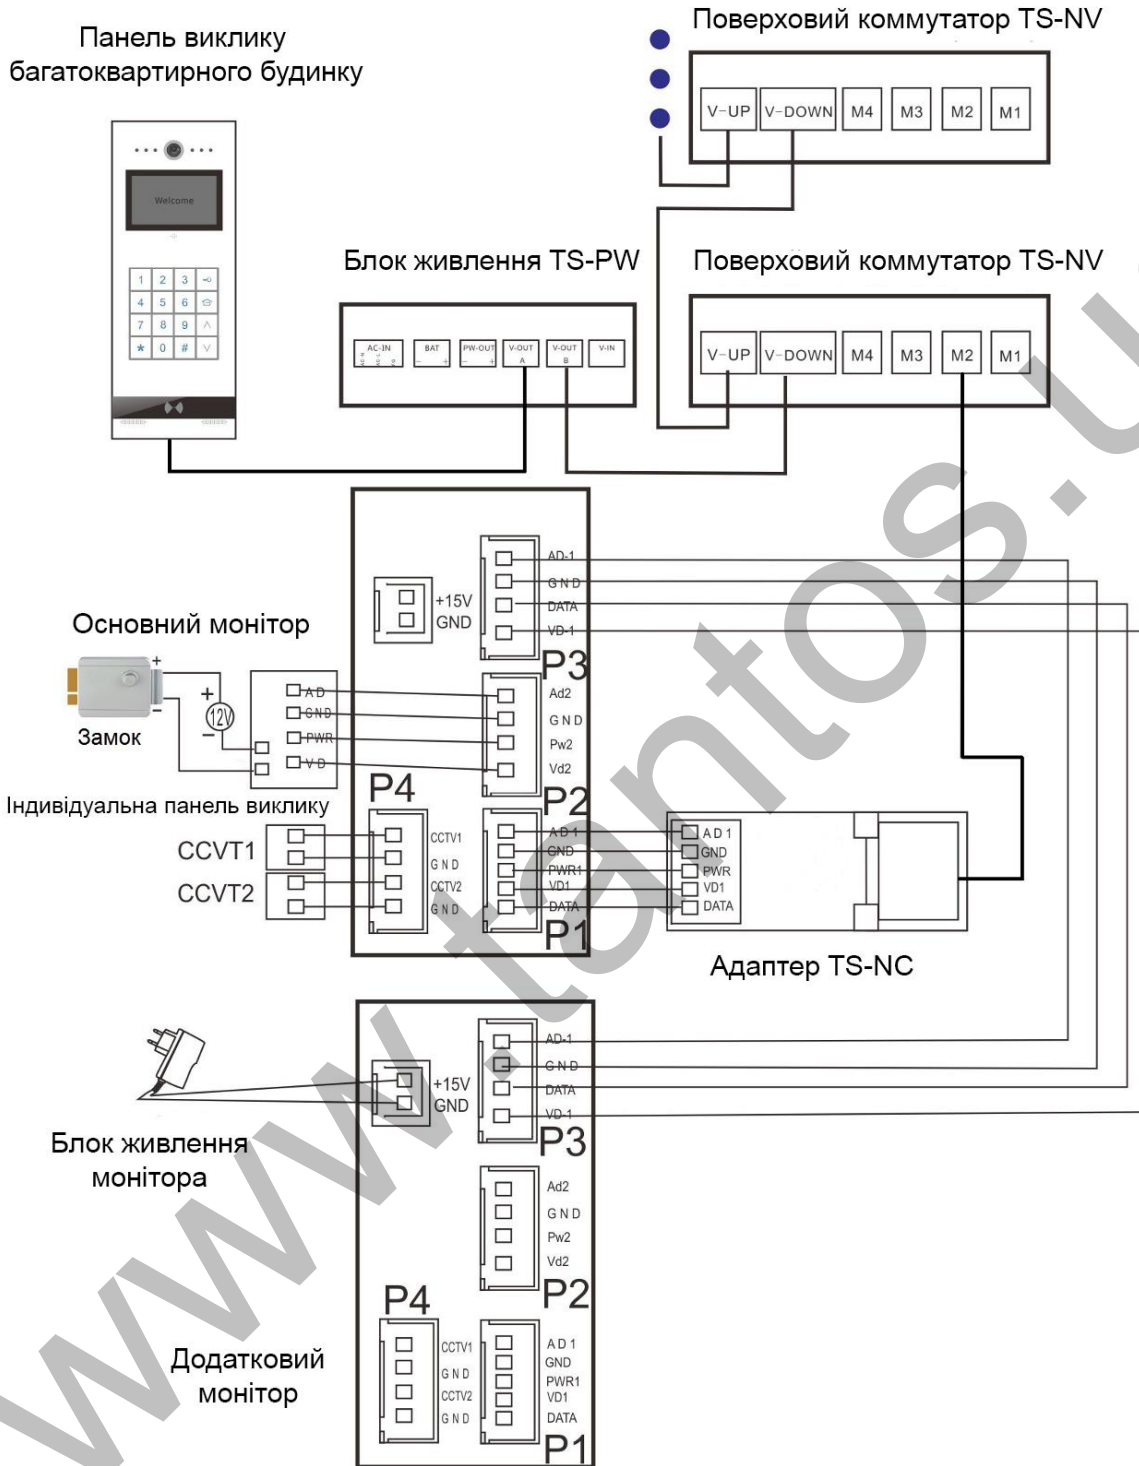 Панель виклику
багатоквартирного будинку
Welcome
1 2 3
4 5 6
7 8 9
* 0 #
Поверховий коммутатор TS-NV
V-UP V-DOWN M4 M3 M2 M1
Блок живлення TS-PW
AC-IN BAT PW-OUT V-OUT V-OUT V-IN
AC-N AC-L PG - + - + A B
Поверховий коммутатор TS-NV
V-UP V-DOWN M4 M3 M2 M1
AD-1
GND
DATA
VD-1
P3
+15V
GND
Основний монітор
+
-
Замок
+
12V
-
AD
GND
PWR
VD
Індивідуальна панель виклику
Ad2
GND
Pw2
Vd2
P2
P4
CCVT1
CCVT2
CCTV1
GND
CCTV2
GND
AD1
GND
PWR1
VD1
DATA
P1
AD1
GND
PWR
VD1
DATA
Адаптер TS-NC
AD-1
GND
DATA
VD-1
P3
+15V
GND
Блок живлення
монітора
Ad2
GND
Pw2
Vd2
P2
P4
CCTV1
GND
CCTV2
GND
AD1
GND
PWR1
VD1
DATA
P1
Додатковий
монітор
www.tantos.u